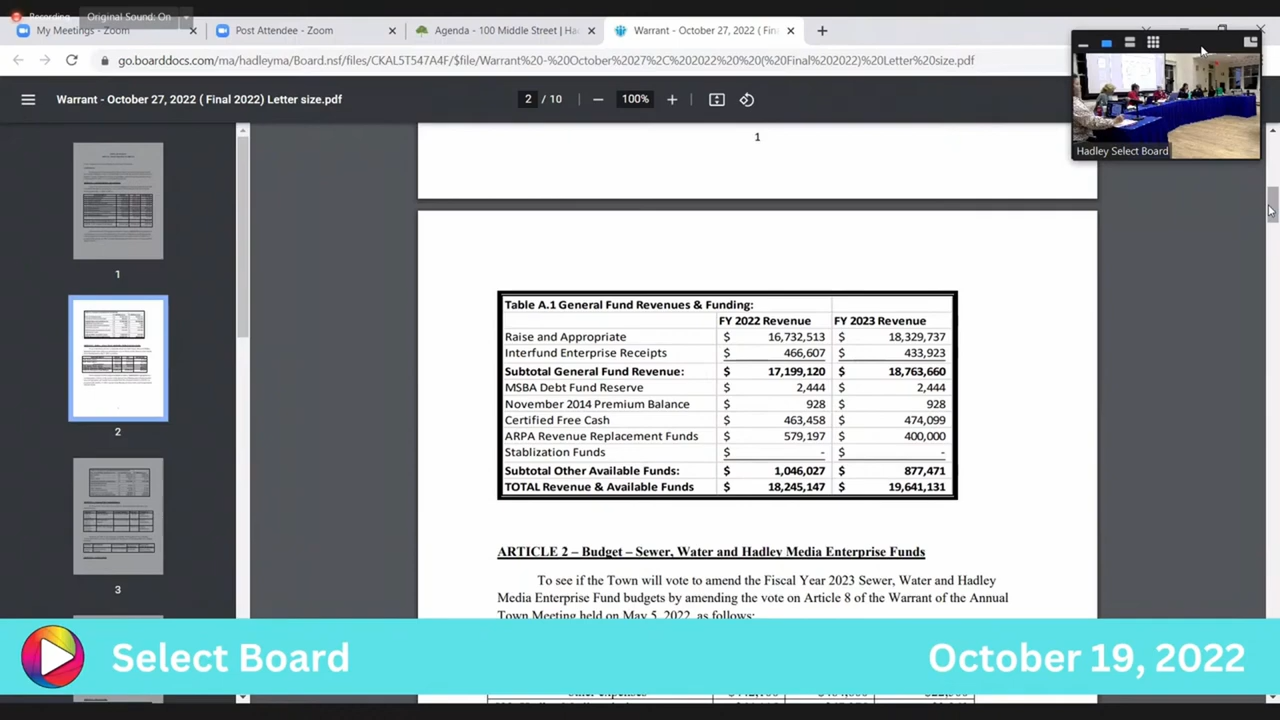 Recording
Original Sound: On
My Meetings - Zoom
Post Attendee - Zoom
Agenda - 100 Middle Street | Ha
Warrant - October 27, 2022 ( Fin
go.boarddocs.com/ma/hadleyma/Board.nsf/files/CKAL5T547A4F/$file/Warrant%20-%20October%2027%2C%202022%20%20(%20Final%202022)%20Letter%20size.pdf
Warrant - October 27, 2022 ( Final 2022) Letter size.pdf
2 / 10
100%
Hadley Select Board
1
1
2
3
Table A.1 General Fund Revenues & Funding:
FY 2022 Revenue FY 2023 Revenue
Raise and Appropriate $ 16,732,513 $ 18,329,737
Interfund Enterprise Receipts $ 466,607 $ 433,923
Subtotal General Fund Revenue: $ 17,199,120 $ 18,763,660
MSBA Debt Fund Reserve $ 2,444 $ 2,444
November 2014 Premium Balance $ 928 $ 928
Certified Free Cash $ 463,458 $ 474,099
ARPA Revenue Replacement Funds $ 579,197 $ 400,000
Stablization Funds $ - $ -
Subtotal Other Available Funds: $ 1,046,027 $ 877,471
TOTAL Revenue & Available Funds $ 18,245,147 $ 19,641,131
ARTICLE 2 – Budget – Sewer, Water and Hadley Media Enterprise Funds
To see if the Town will vote to amend the Fiscal Year 2023 Sewer, Water and Hadley
Media Enterprise Fund budgets by amending the vote on Article 8 of the Warrant of the Annual
Town Meeting held on May 5, 2022, as follows:
Select Board
October 19, 2022